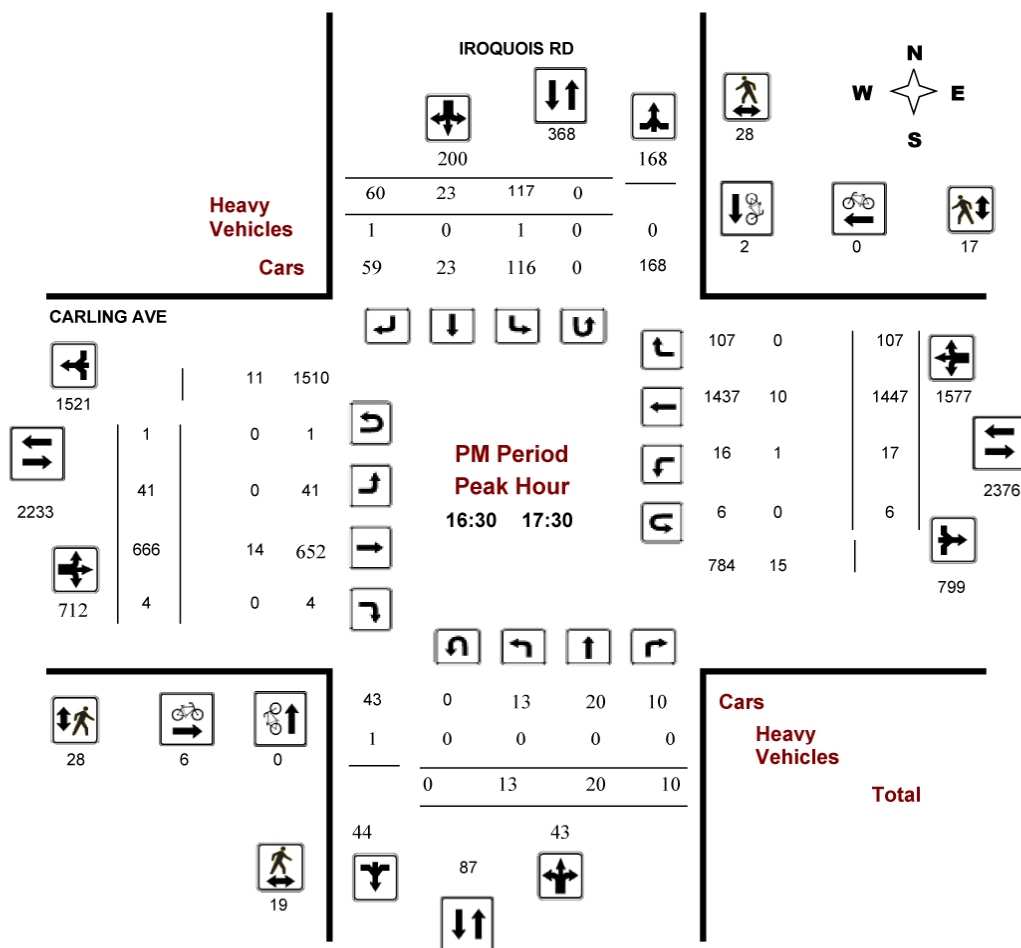 IROQUOIS RD
N
W E
S
368
28
200 168
60 23 117 0
Heavy
Vehicles
1 0 1 0 0
Cars
59 23 116 0 168
2 0 17
CARLING AVE
107 0 107
11 1510
1521
1437 10 1447 1577
1 0 1
16 1 17
PM Period
Peak Hour
16:30 17:30
2376
41 0 41
2233
6 0 6
666 14 652
784 15
799
712
4 0 4
43 0 13 20 10
Cars
1 0 0 0 0
Heavy
Vehicles
28 6 0
0 13 20 10
Total
44 43
87
19